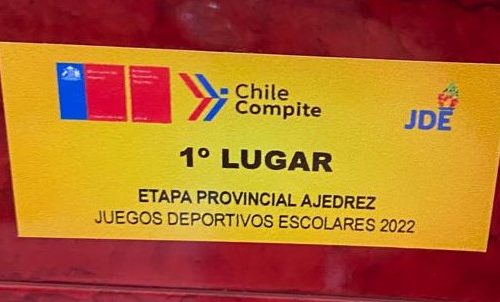 Chile
Compite
JDE
1º LUGAR
ETAPA PROVINCIAL AJEDREZ
JUEGOS DEPORTIVOS ESCOLARES 2022